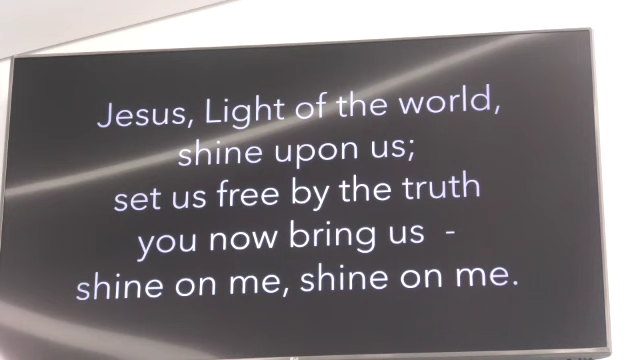 Jesus, Light of the world,
shine upon us;
set us free by the truth
you now bring us -
shine on me, shine on me.